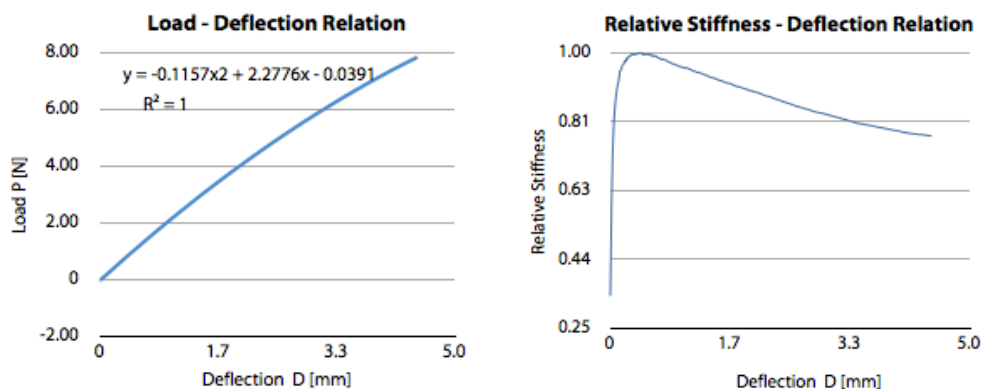 Load - Deflection Relation
8.00
6.00
4.00
2.00
0
-2.00
Load P [N]
y = -0.1157x2 + 2.2776x - 0.0391
R² = 1
0 1.7 3.3 5.0
Deflection D [mm]
Relative Stiffness - Deflection Relation
1.00
0.81
0.63
0.44
0.25
Relative Stiffness
0 1.7 3.3 5.0
Deflection D [mm]